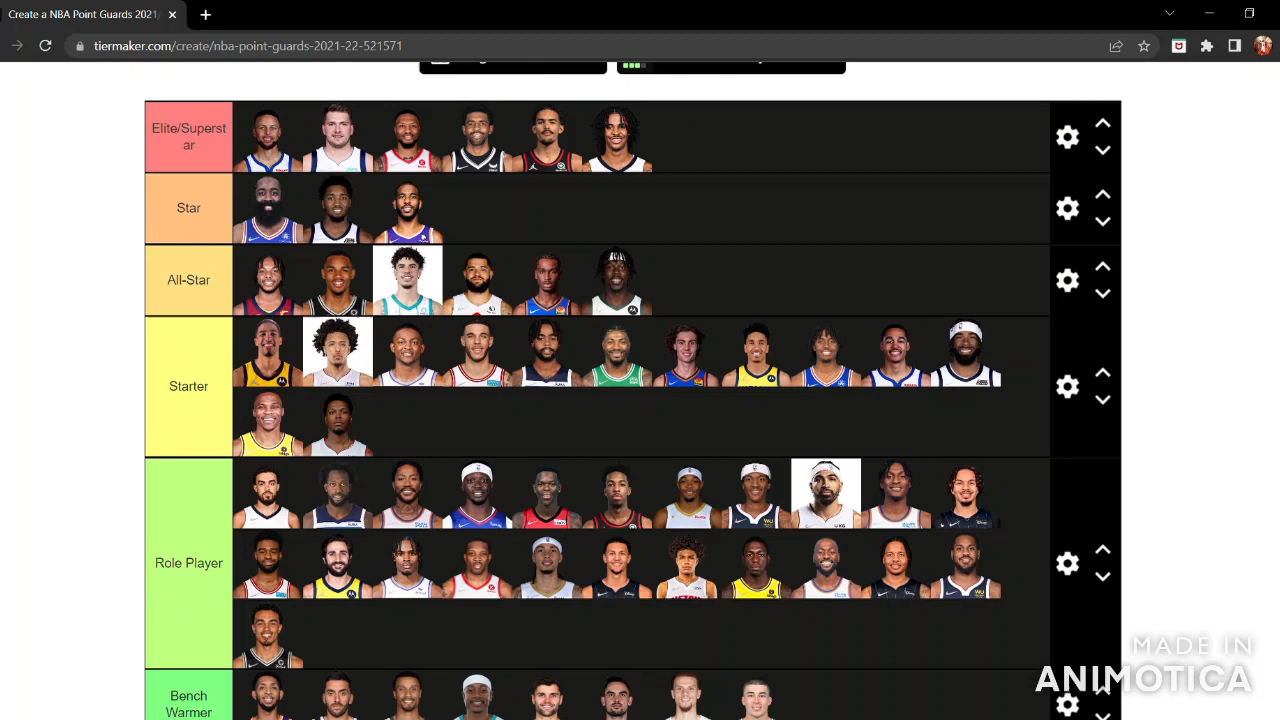 Create a NBA Point Guards 2021/
tiermaker.com/create/nba-point-guards-2021-22-521571
Elite/Superst
ar
Star
All-Star
Starter
Role Player
Bench
Warmer
MADE IN
ANIMOTICA